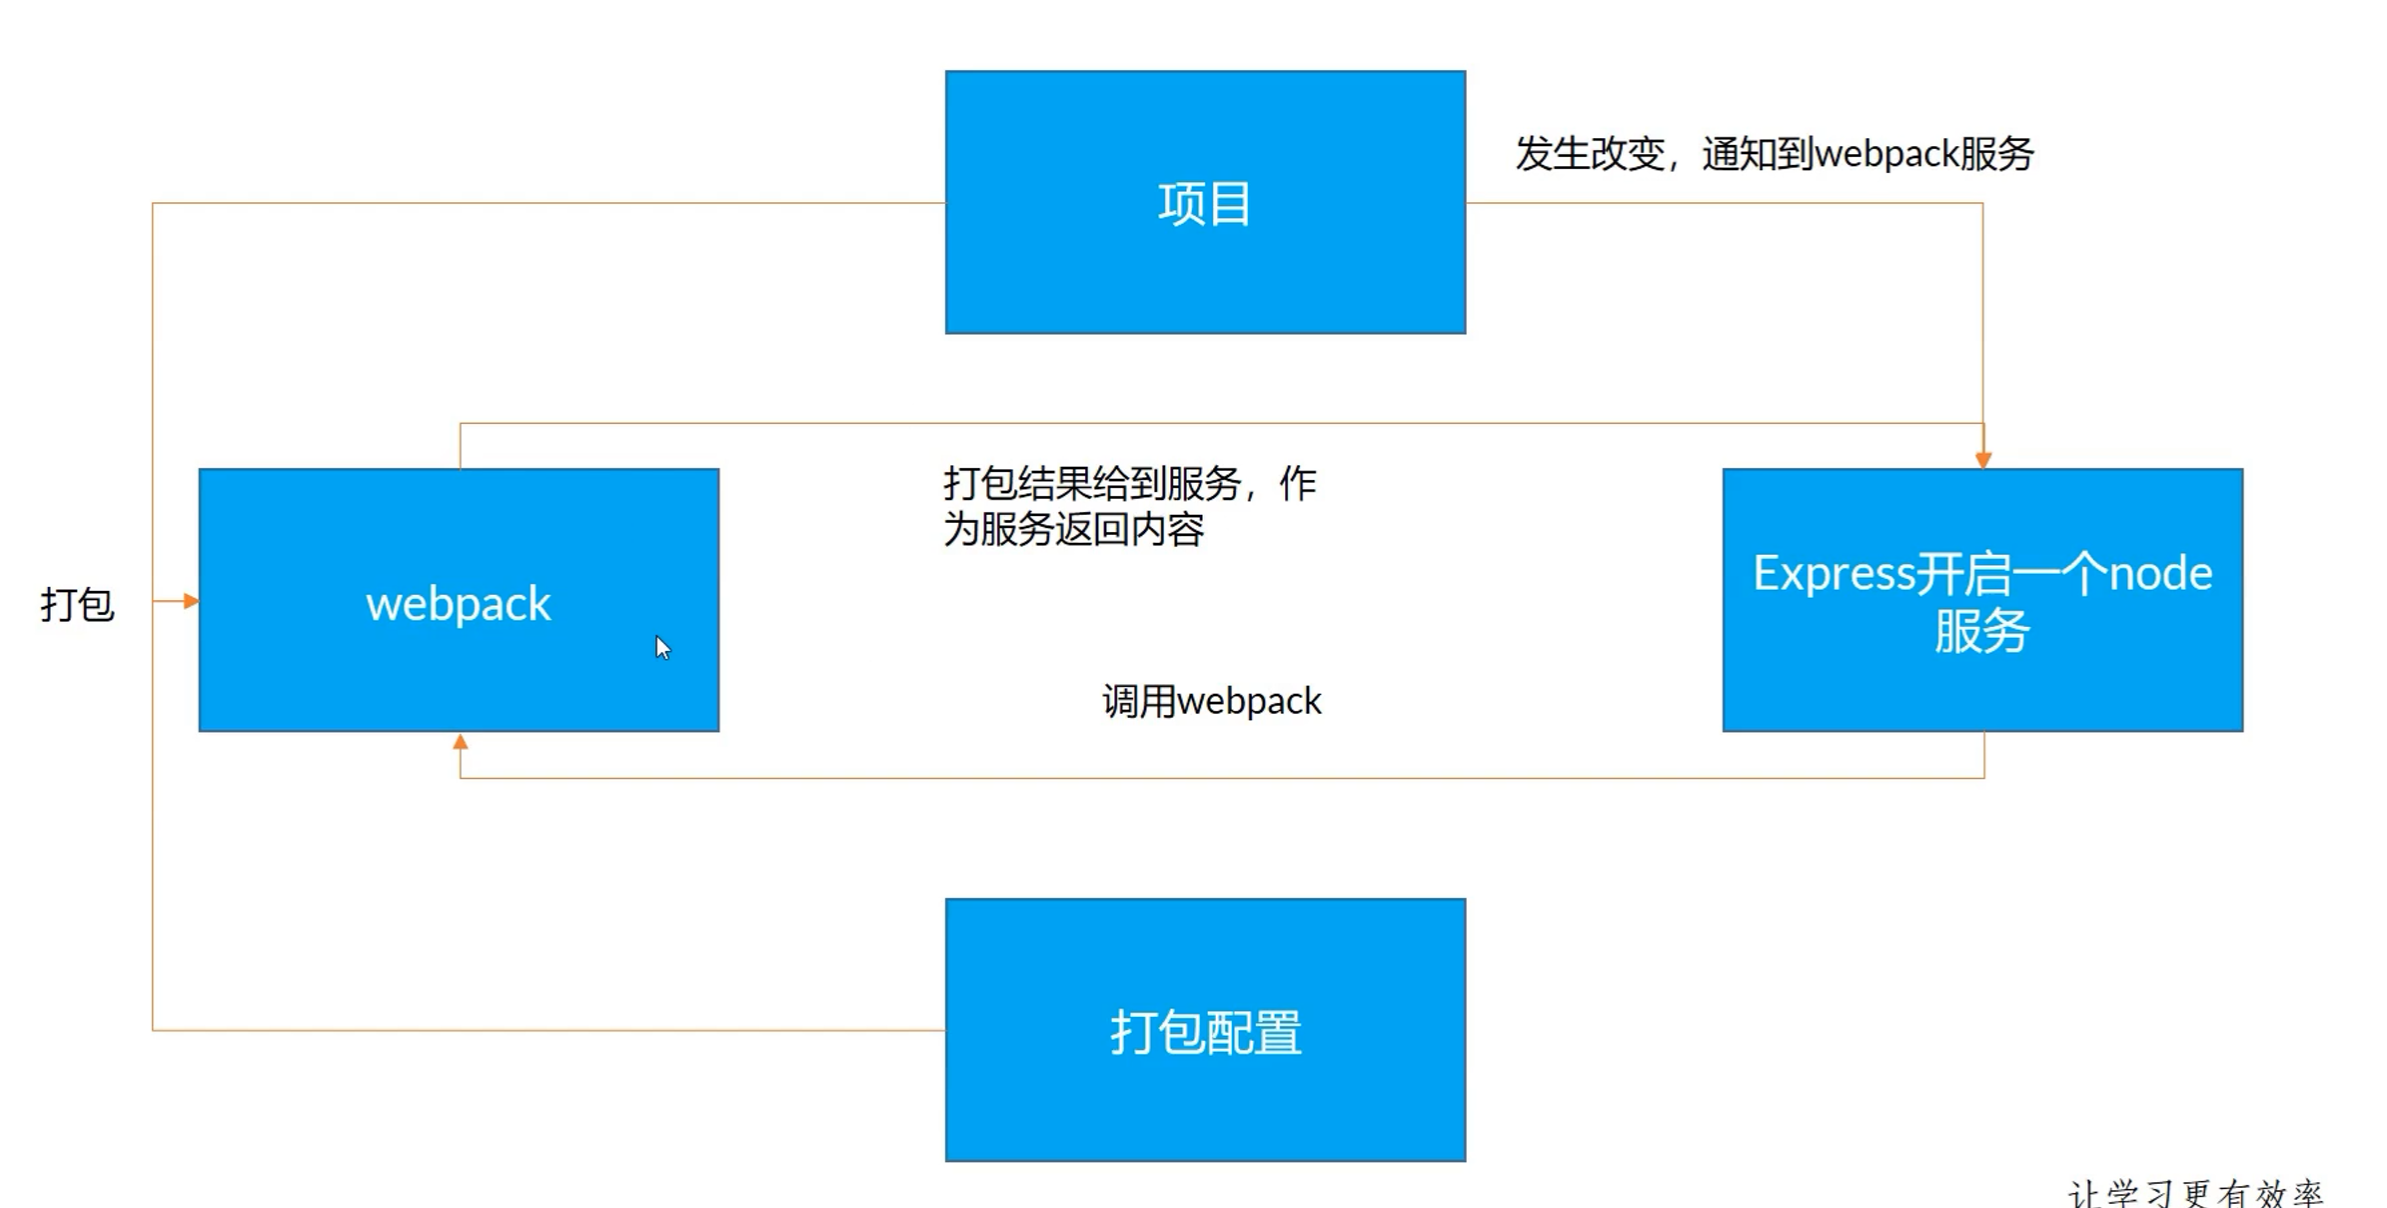 项目
发生改变，通知到webpack服务
打包结果给到服务，作
为服务返回内容
打包
webpack
Express开启一个node
服务
调用webpack
打包配置
让学习更有效率